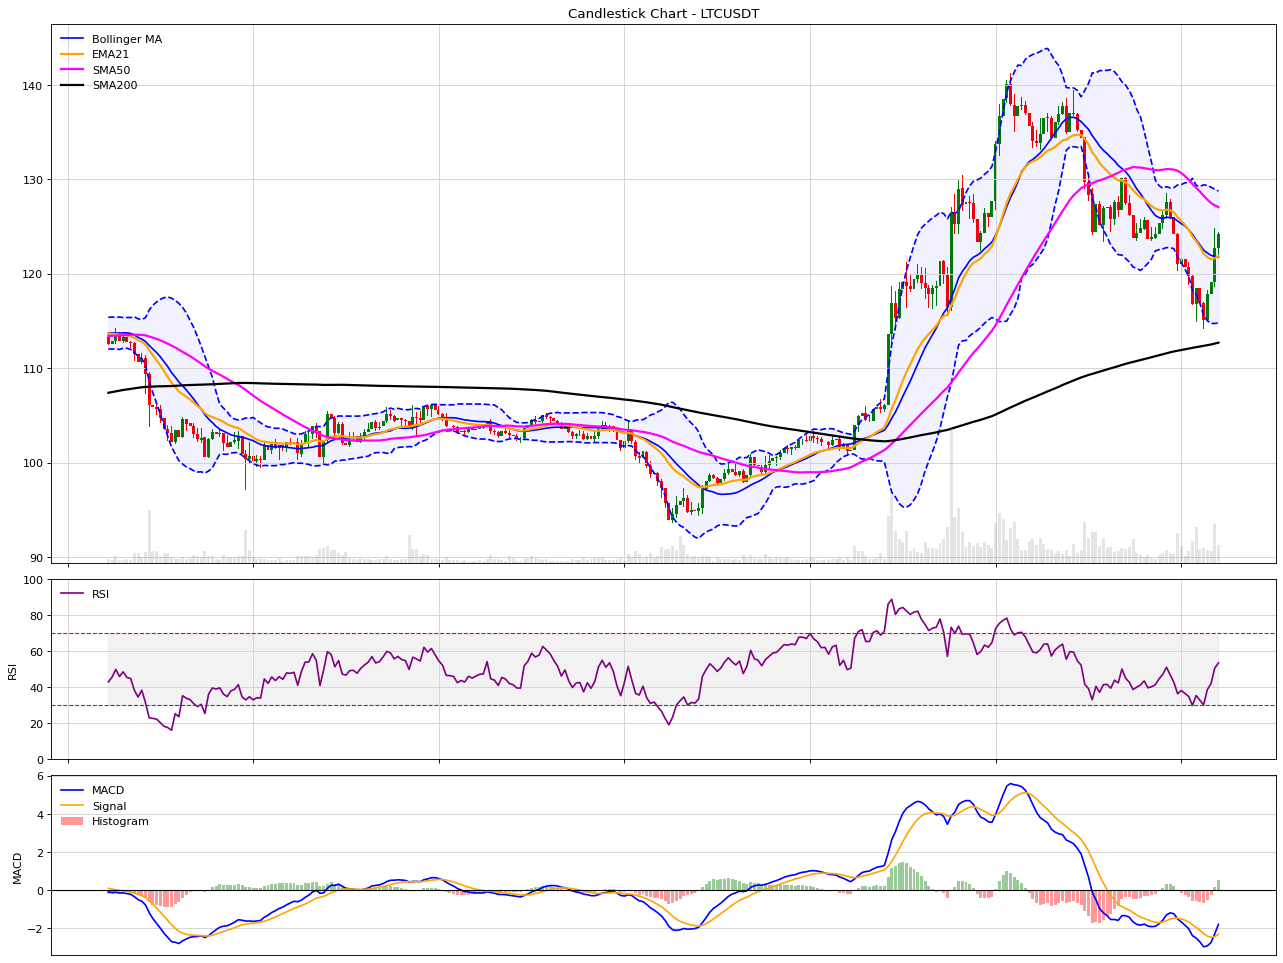 Candlestick Chart - LTCUSDT
Bollinger MA
EMA21
SMA50
SMA200
140
130
120
110
100
90
RSI
100
80
60
40
20
0
RSI
MACD
Signal
Histogram
6
4
2
0
−2
MACD